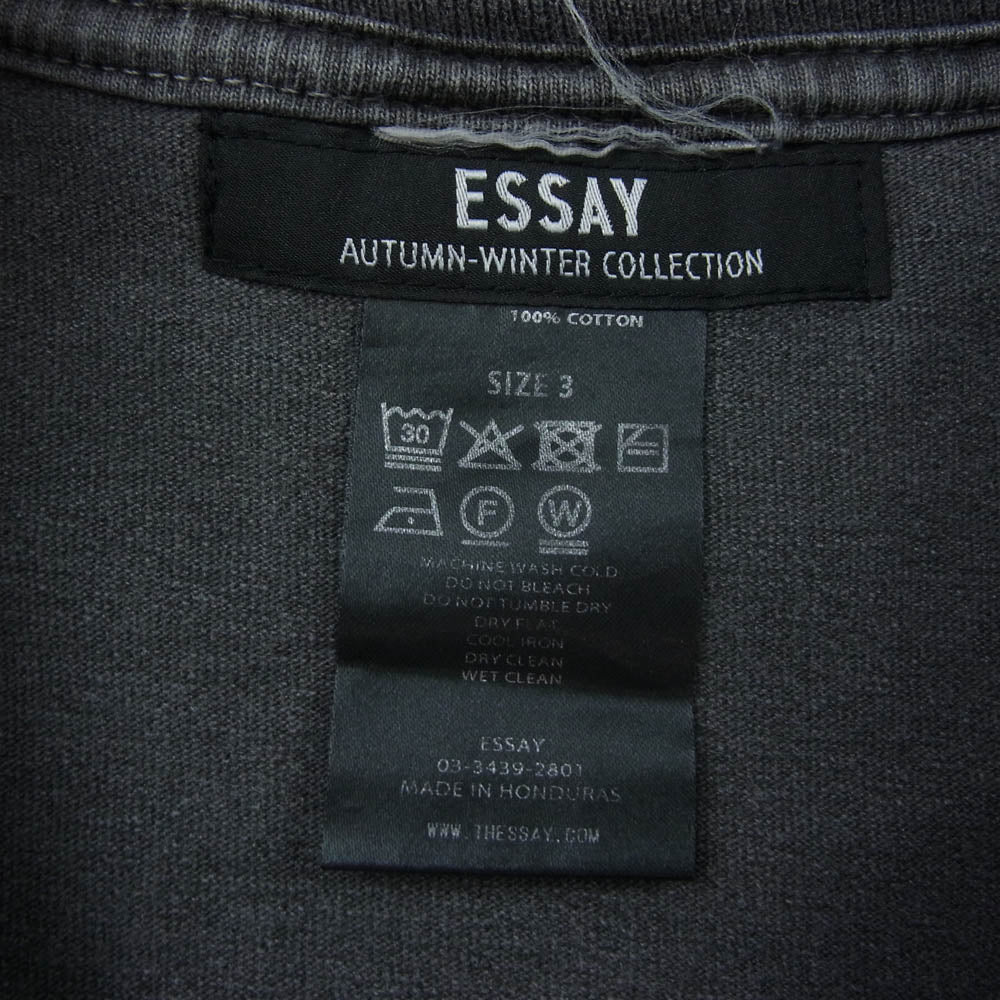 ESSAY
AUTUMN-WINTER COLLECTION
100% COTTON
SIZE 3
30
F W
MACHINE WASH COLD
DO NOT BLEACH
DO NOT TUMBLE DRY
DRY FLAT
COOL IRON
DRY CLEAN
WET CLEAN
ESSAY
03-3439-2801
MADE IN HONDURAS
WWW.THESSAY.COM